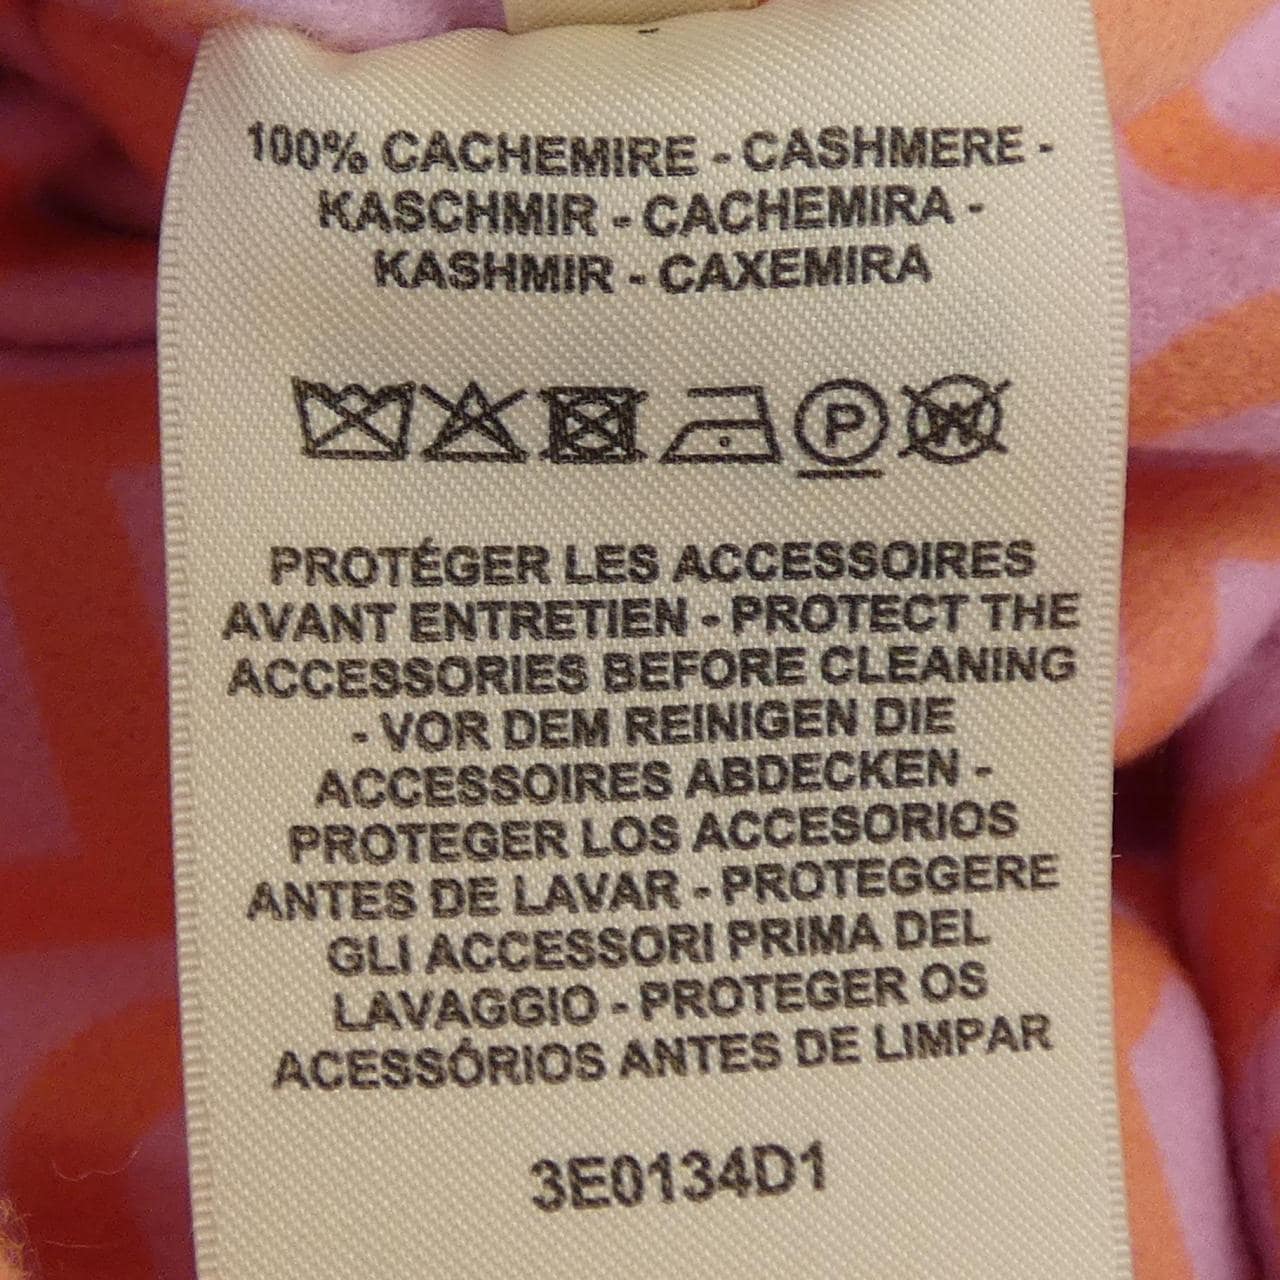 100% CACHEMIRE - CASHMERE -
KASCHMIR - CACHEMIRA -
KASHMIR - CAXEMIRA
P W
PROTÉGER LES ACCESSOIRES
AVANT ENTRETIEN - PROTECT THE
ACCESSORIES BEFORE CLEANING
- VOR DEM REINIGEN DIE
ACCESSOIRES ABDECKEN -
PROTEGER LOS ACCESORIOS
ANTES DE LAVAR - PROTEGGERE
GLI ACCESSORI PRIMA DEL
LAVAGGIO - PROTEGER OS
ACESSÓRIOS ANTES DE LIMPAR
3E0134D1